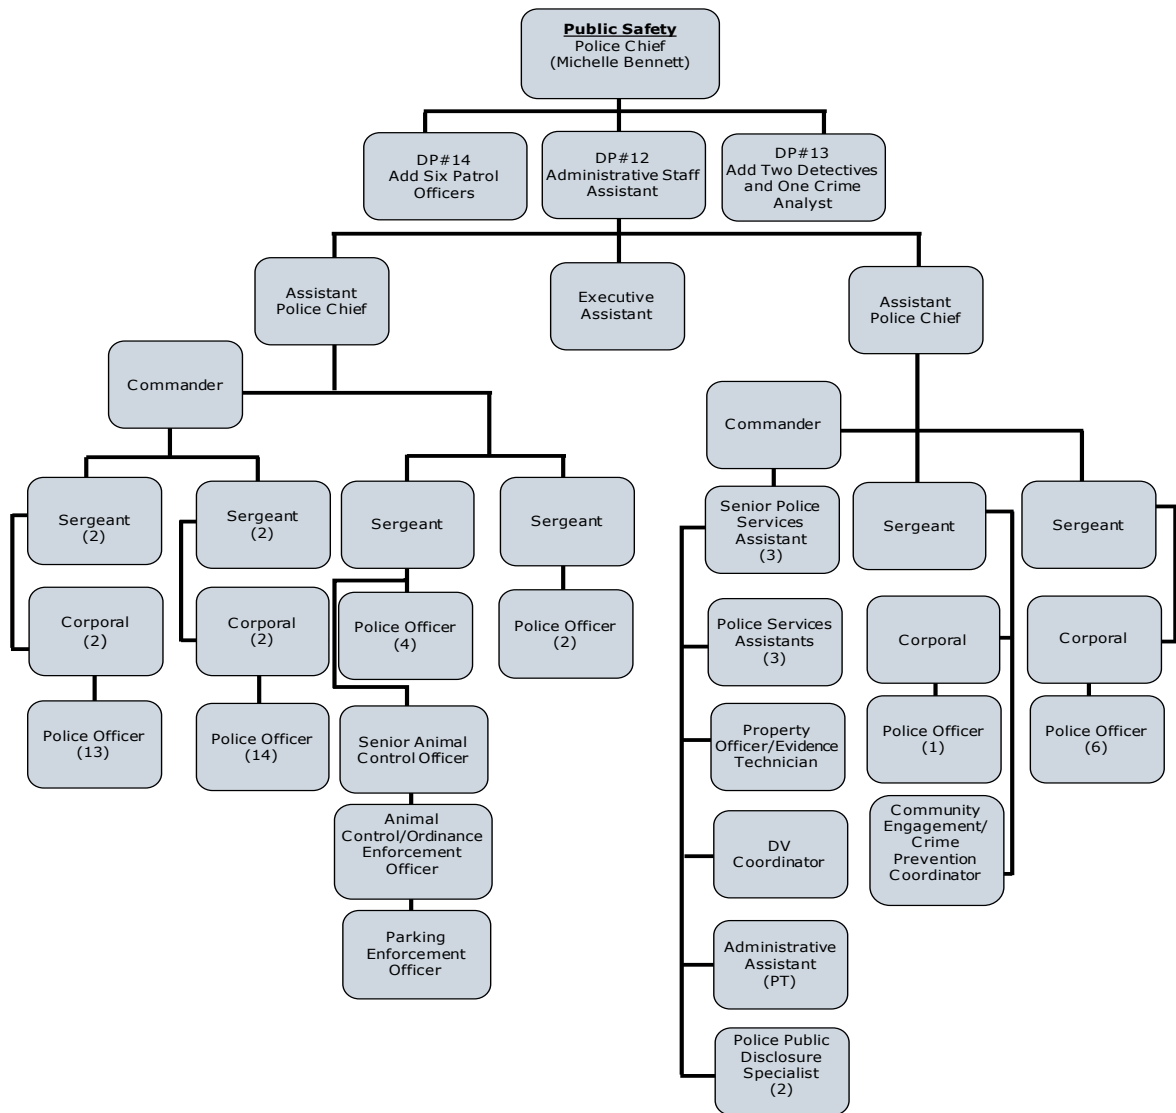 Public Safety
Police Chief
(Michelle Bennett)
DP#14
Add Six Patrol
Officers
DP#12
Administrative Staff
Assistant
DP#13
Add Two Detectives
and One Crime
Analyst
Assistant
Police Chief
Executive
Assistant
Assistant
Police Chief
Commander
Commander
Sergeant
(2)
Sergeant
(2)
Sergeant
Sergeant
Senior Police
Services
Assistant
(3)
Sergeant
Sergeant
Corporal
(2)
Corporal
(2)
Police Officer
(4)
Police Officer
(2)
Police Services
Assistants
(3)
Corporal
Corporal
Police Officer
(13)
Police Officer
(14)
Senior Animal
Control Officer
Property
Officer/Evidence
Technician
Police Officer
(1)
Police Officer
(6)
Animal
Control/Ordinance
Enforcement
Officer
DV
Coordinator
Community
Engagement/
Crime
Prevention
Coordinator
Parking
Enforcement
Officer
Administrative
Assistant
(PT)
Police Public
Disclosure
Specialist
(2)